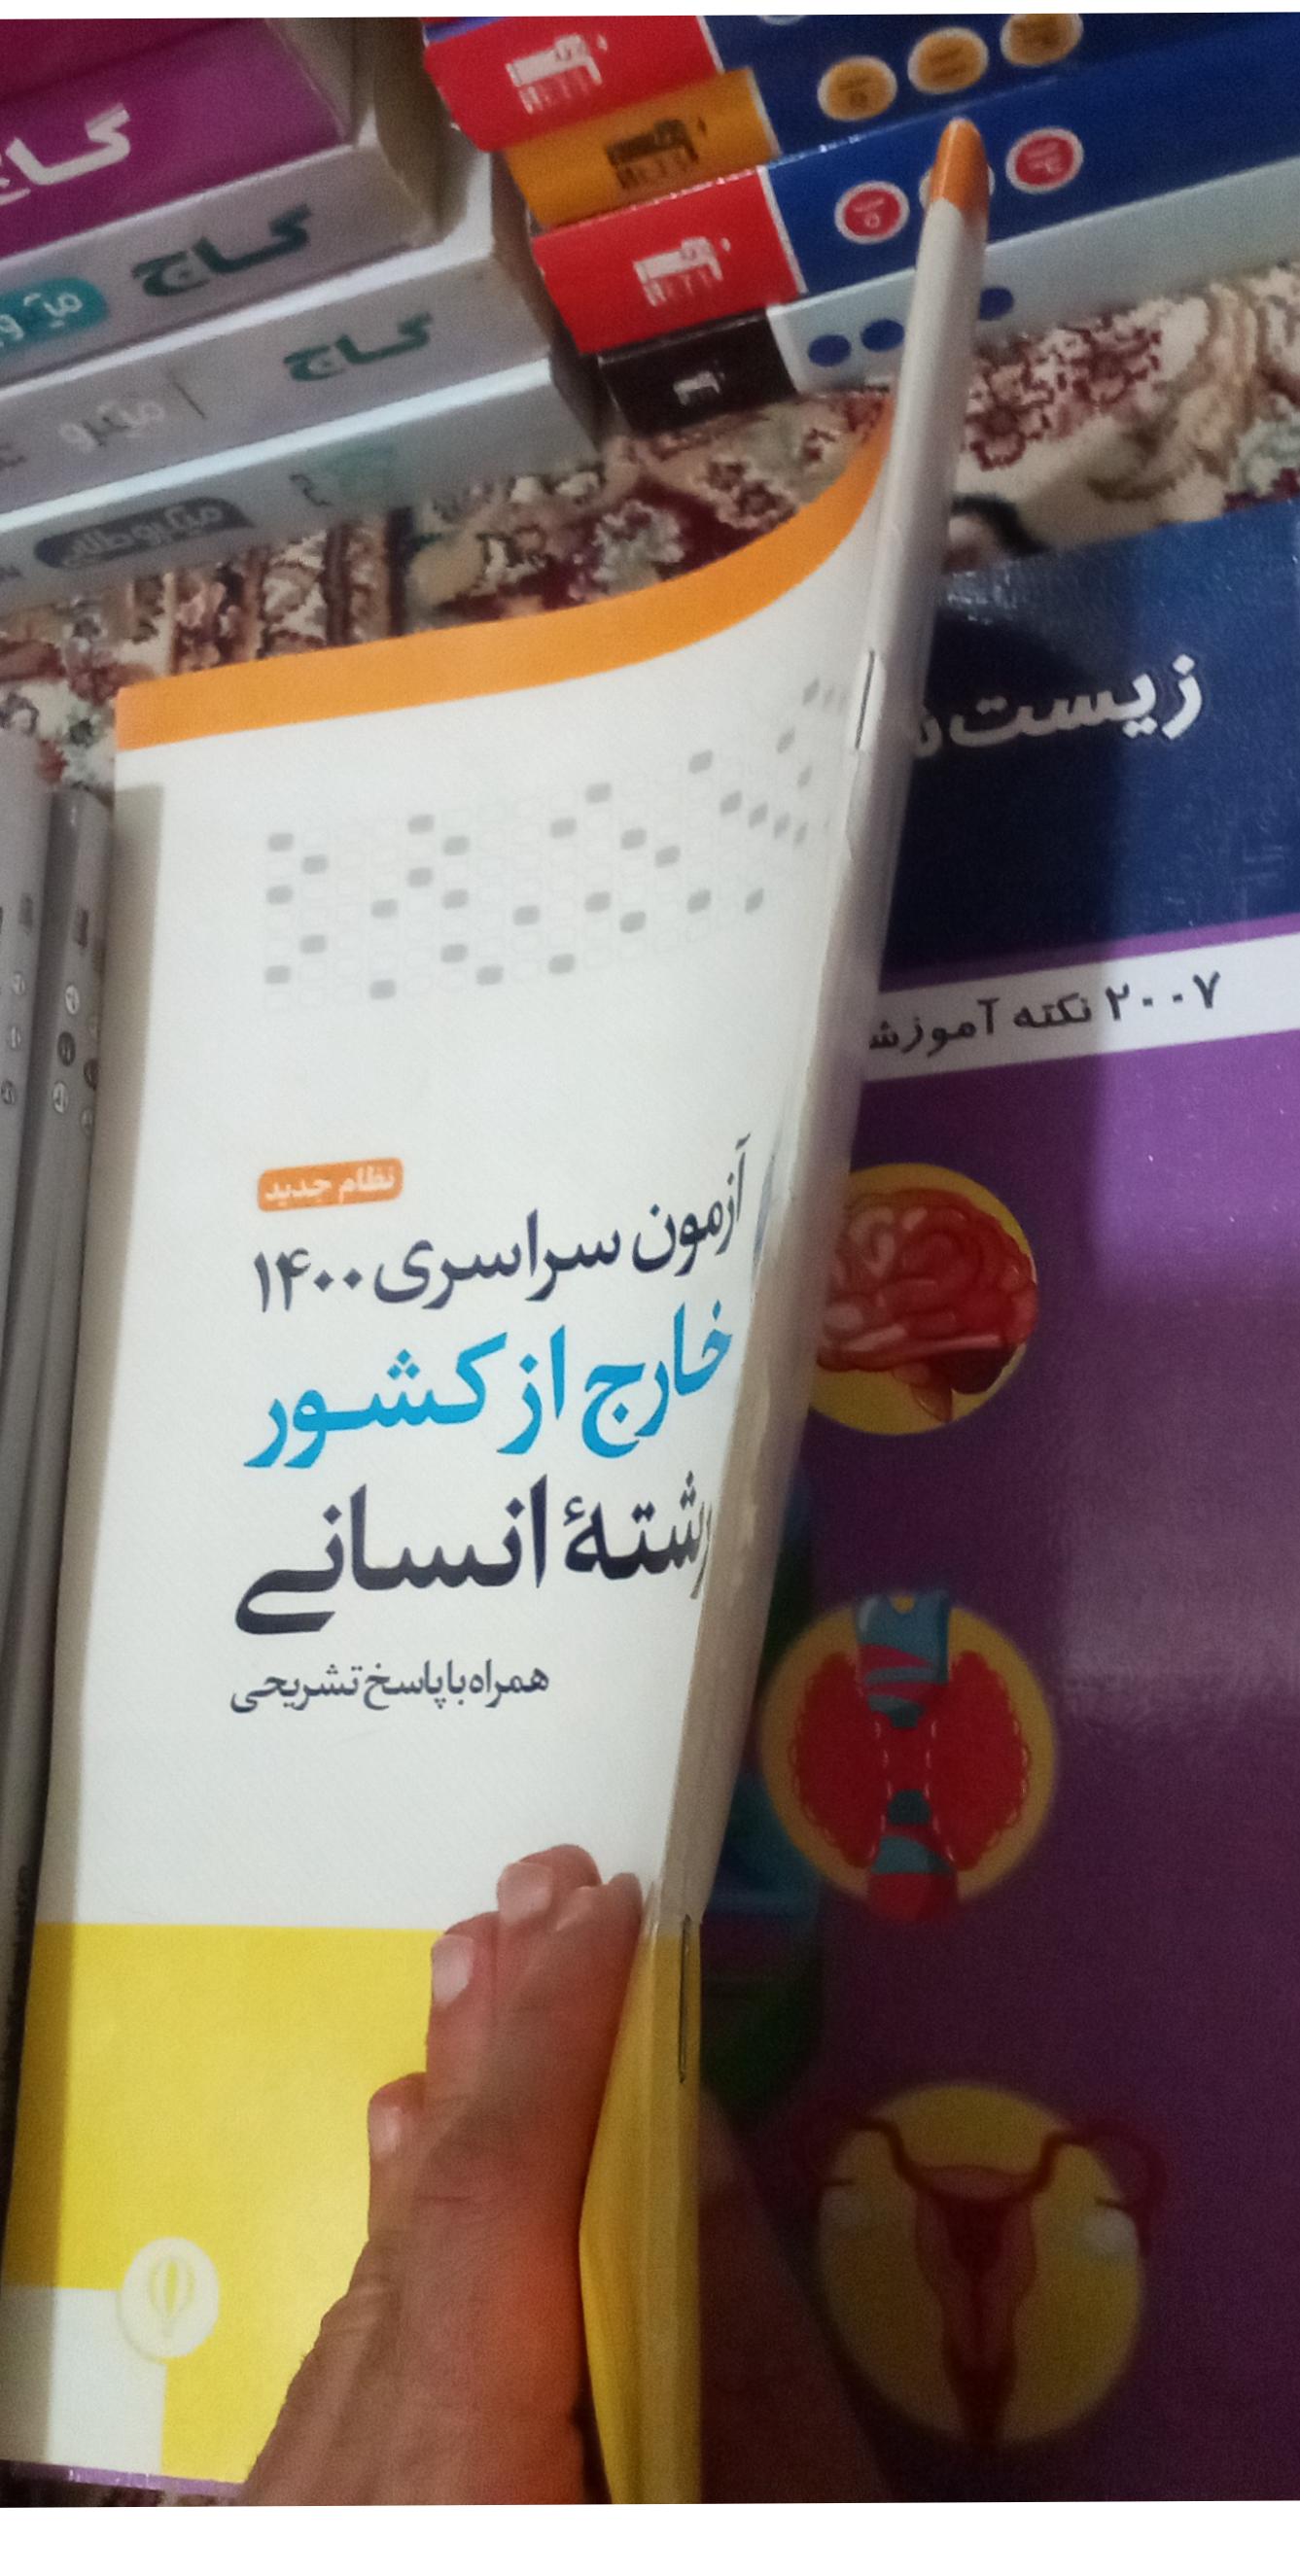 گاج
گاج
گاج
میکرو
میکرو طلایی
زیست
۲۰۰۷ نکته
نظام جدید
آزمون سراسری ۱۴۰۰
خارج از کشور
رشتهٔ انسانی
همراه با پاسخ تشریحی